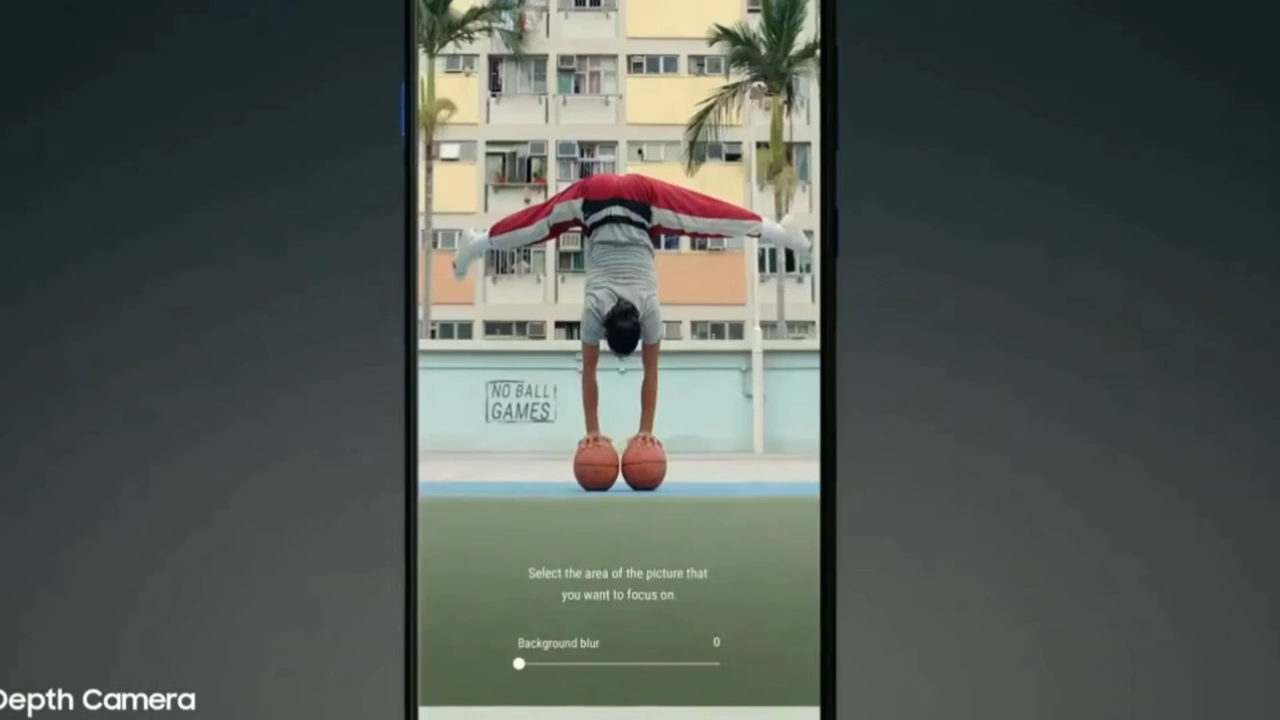 NO BALL
GAMES
Select the area of the picture that
you want to focus on.
Background blur 0
Depth Camera